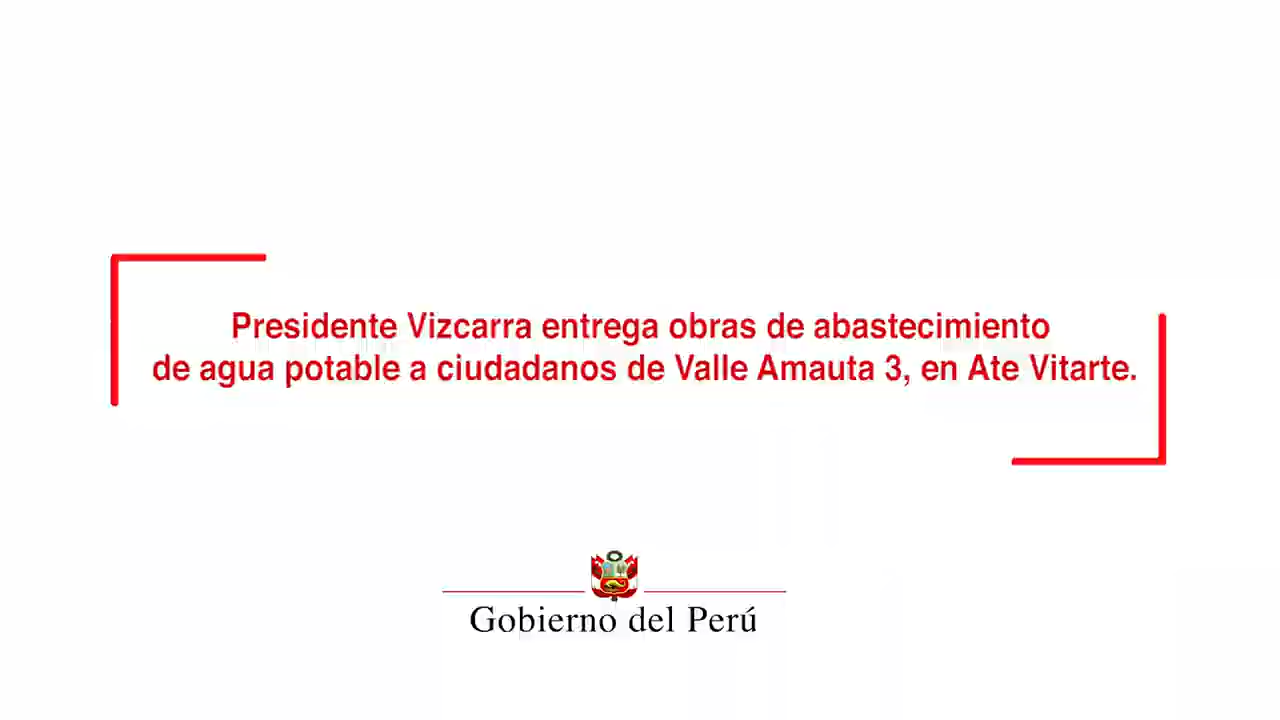 Presidente Vizcarra entrega obras de abastecimiento
de agua potable a ciudadanos de Valle Amauta 3, en Ate Vitarte.
Gobierno del Perú